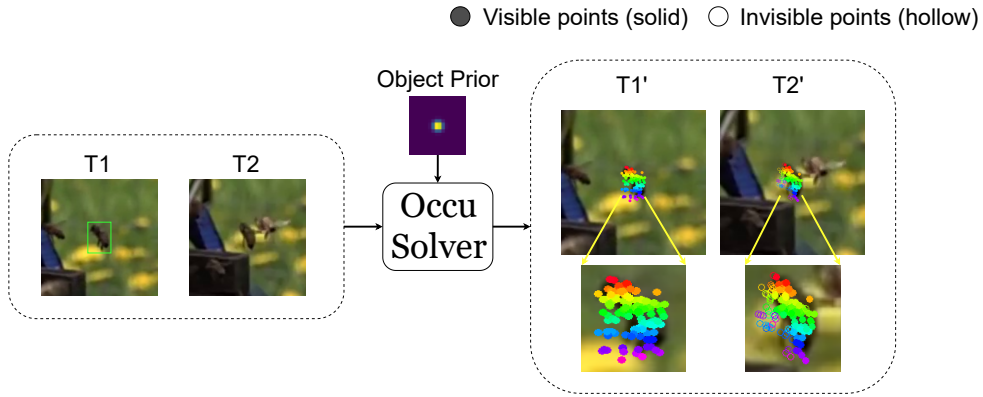 Visible points (solid) Invisible points (hollow)
Object Prior
T1 T2
Occu
Solver
T1' T2'